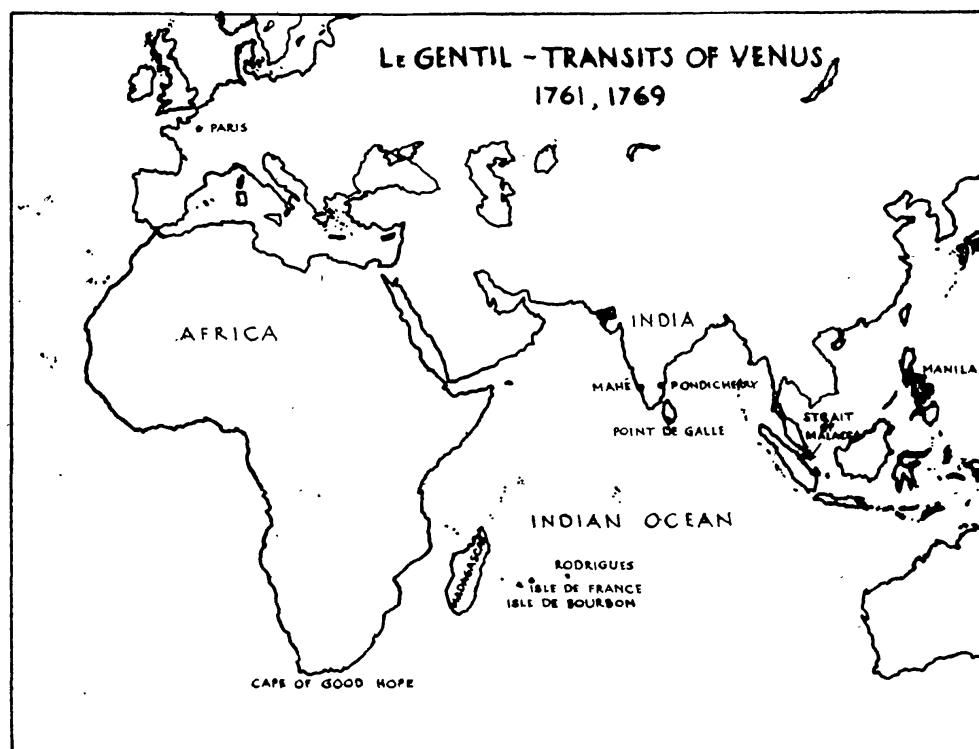 LE GENTIL - TRANSITS OF VENUS
1761, 1769
PARIS
AFRICA
INDIA
MANILA
MAHÉ
PONDICHERRY
POINT DE GALLE
STRAIT
OF
MALACCA
INDIAN OCEAN
MADAGASCAR
RODRIGUES
ISLE DE FRANCE
ISLE DE BOURBON
CAPE OF GOOD HOPE